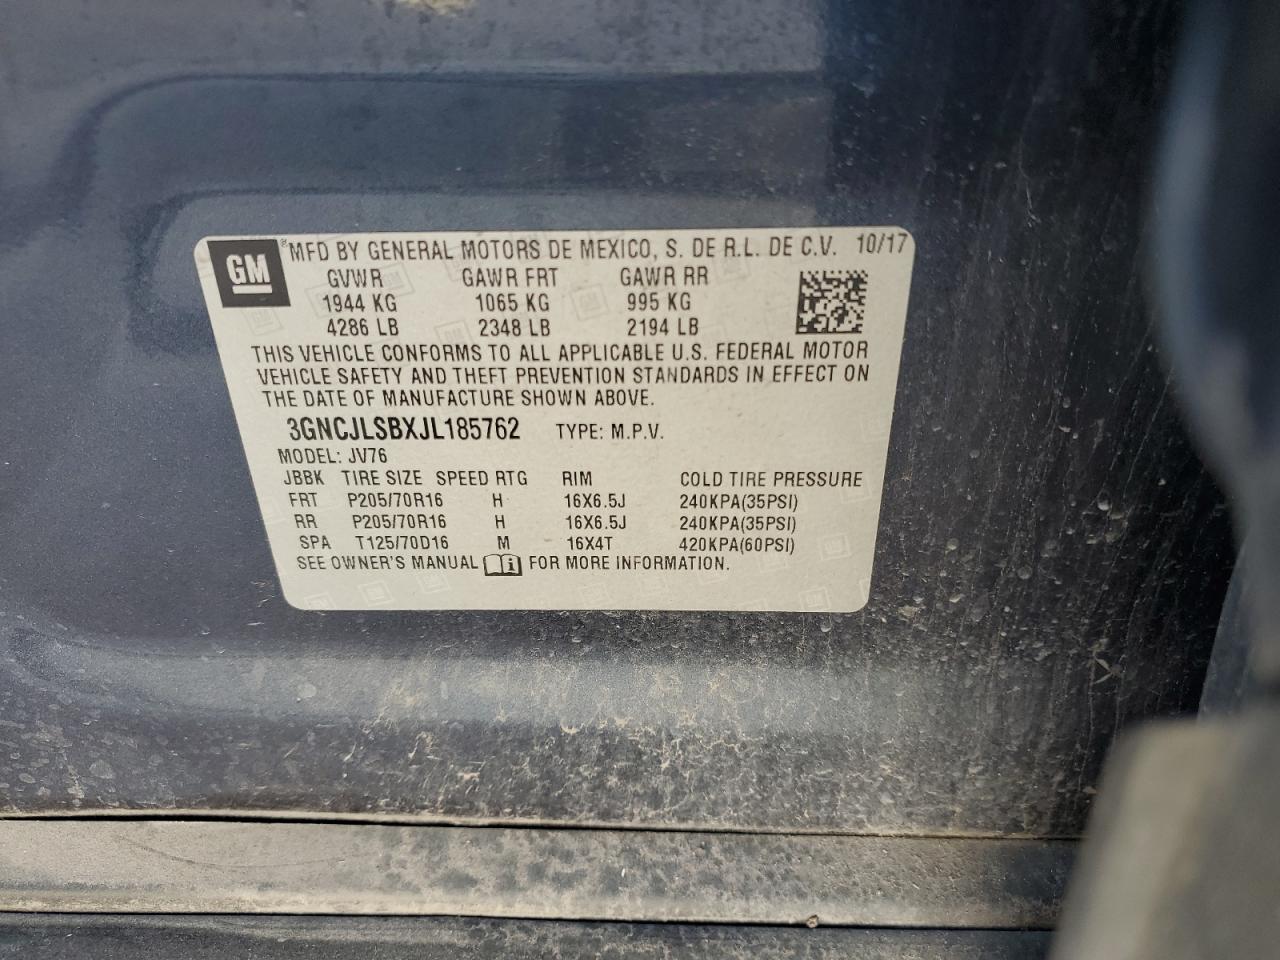 GM ® MFD BY GENERAL MOTORS DE MEXICO, S. DE R.L. DE C.V. 10/17
GVWR GAWR FRT GAWR RR
1944 KG 1065 KG 995 KG
4286 LB 2348 LB 2194 LB
THIS VEHICLE CONFORMS TO ALL APPLICABLE U.S. FEDERAL MOTOR
VEHICLE SAFETY AND THEFT PREVENTION STANDARDS IN EFFECT ON
THE DATE OF MANUFACTURE SHOWN ABOVE.
3GNCJLSBXJL185762 TYPE: M.P.V.
MODEL: JV76
JBBK TIRE SIZE SPEED RTG RIM COLD TIRE PRESSURE
FRT P205/70R16 H 16X6.5J 240KPA(35PSI)
RR P205/70R16 H 16X6.5J 240KPA(35PSI)
SPA T125/70D16 M 16X4T 420KPA(60PSI)
SEE OWNER'S MANUAL i FOR MORE INFORMATION.